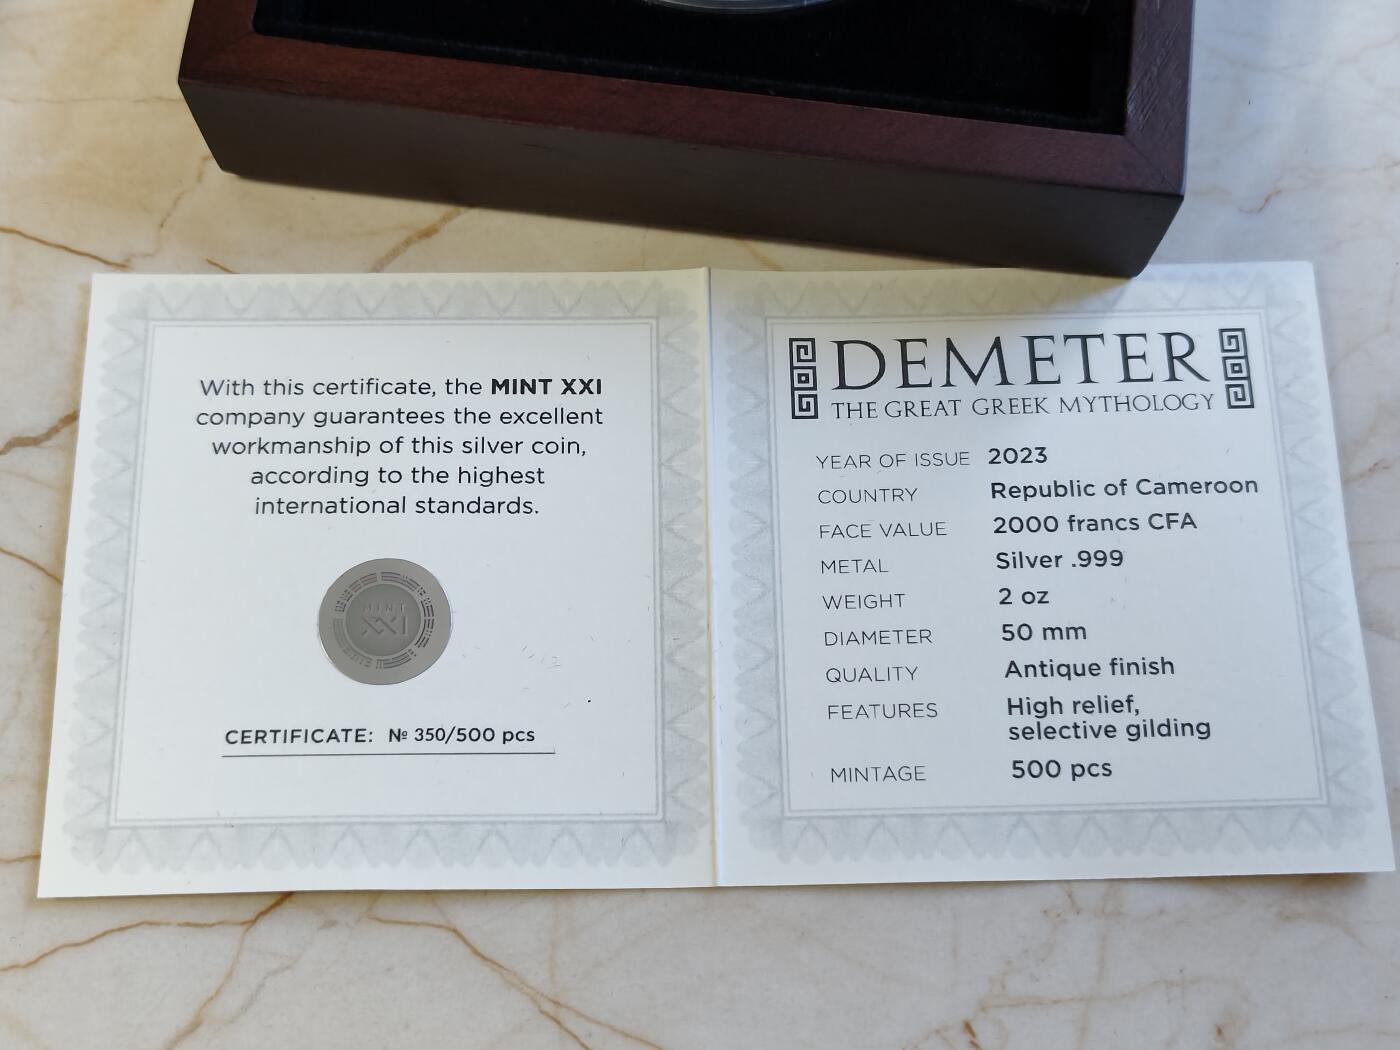 With this certificate, the MINT XXI
company guarantees the excellent
workmanship of this silver coin,
according to the highest
international standards.
MINT
XXI
CERTIFICATE: № 350/500 pcs
DEMETER
THE GREAT GREEK MYTHOLOGY
YEAR OF ISSUE 2023
COUNTRY Republic of Cameroon
FACE VALUE 2000 francs CFA
METAL Silver .999
WEIGHT 2 oz
DIAMETER 50 mm
QUALITY Antique finish
FEATURES High relief,
selective gilding
MINTAGE 500 pcs